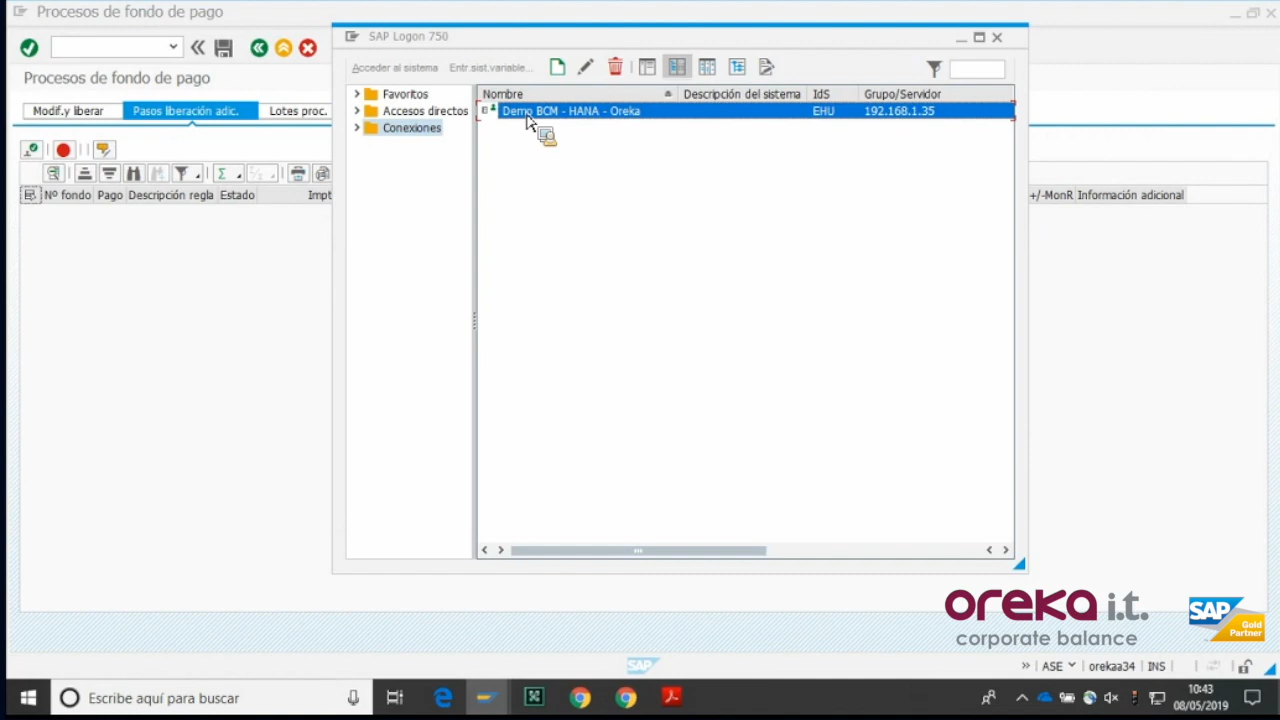 Procesos de fondo de pago
SAP Logon 750
Procesos de fondo de pago
Acceder al sistema Entr.sist.variable...
Modif.y liberar Pasos liberación adic. Lotes proc.
Favoritos
Accesos directos
Conexiones
Nombre Descripción del sistema IdS Grupo/Servidor
Demo BCM - HANA - Oreka EHU 192.168.1.35
Nº fondo Pago Descripción regla Estado Impt
+/-MonR Información adicional
oreka i.t.
corporate balance
SAP
Gold
Partner
SAP
» ASE orekaa34 INS
Escribe aquí para buscar
10:43
08/05/2019